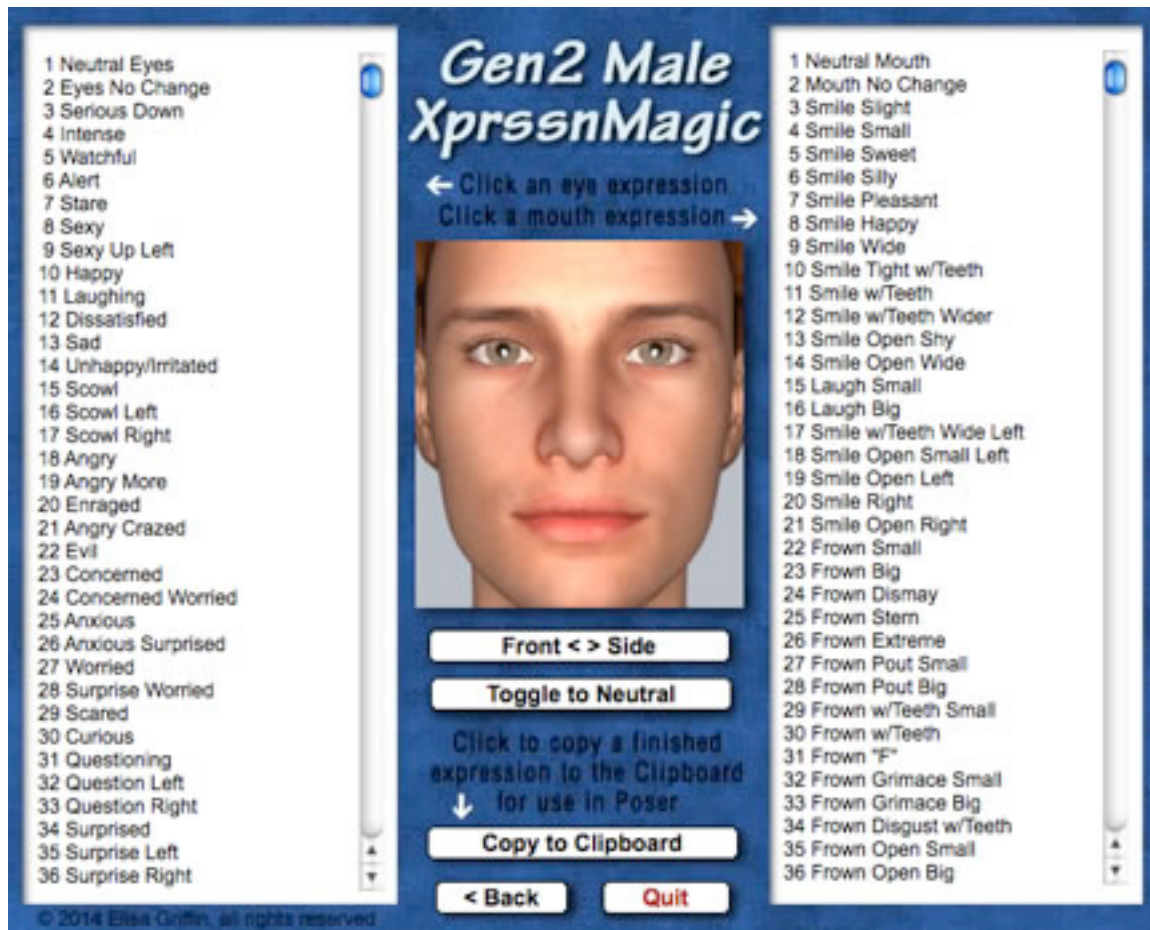 1 Neutral Eyes
2 Eyes No Change
3 Serious Down
4 Intense
5 Watchful
6 Alert
7 Stare
8 Sexy
9 Sexy Up Left
10 Happy
11 Laughing
12 Dissatisfied
13 Sad
14 Unhappy/Irritated
15 Scowl
16 Scowl Left
17 Scowl Right
18 Angry
19 Angry More
20 Enraged
21 Angry Crazed
22 Evil
23 Concerned
24 Concerned Worried
25 Anxious
26 Anxious Surprised
27 Worried
28 Surprise Worried
29 Scared
30 Curious
31 Questioning
32 Question Left
33 Question Right
34 Surprised
35 Surprise Left
36 Surprise Right
© 2014 Elisa Griffin, all rights reserved
Gen2 Male
XprssnMagic
← Click an eye expression
Click a mouth expression →
Front < > Side
Toggle to Neutral
Click to copy a finished
expression to the Clipboard
↓ for use in Poser
Copy to Clipboard
< Back
Quit
1 Neutral Mouth
2 Mouth No Change
3 Smile Slight
4 Smile Small
5 Smile Sweet
6 Smile Silly
7 Smile Pleasant
8 Smile Happy
9 Smile Wide
10 Smile Tight w/Teeth
11 Smile w/Teeth
12 Smile w/Teeth Wider
13 Smile Open Shy
14 Smile Open Wide
15 Laugh Small
16 Laugh Big
17 Smile w/Teeth Wide Left
18 Smile Open Small Left
19 Smile Open Left
20 Smile Right
21 Smile Open Right
22 Frown Small
23 Frown Big
24 Frown Dismay
25 Frown Stern
26 Frown Extreme
27 Frown Pout Small
28 Frown Pout Big
29 Frown w/Teeth Small
30 Frown w/Teeth
31 Frown "F"
32 Frown Grimace Small
33 Frown Grimace Big
34 Frown Disgust w/Teeth
35 Frown Open Small
36 Frown Open Big